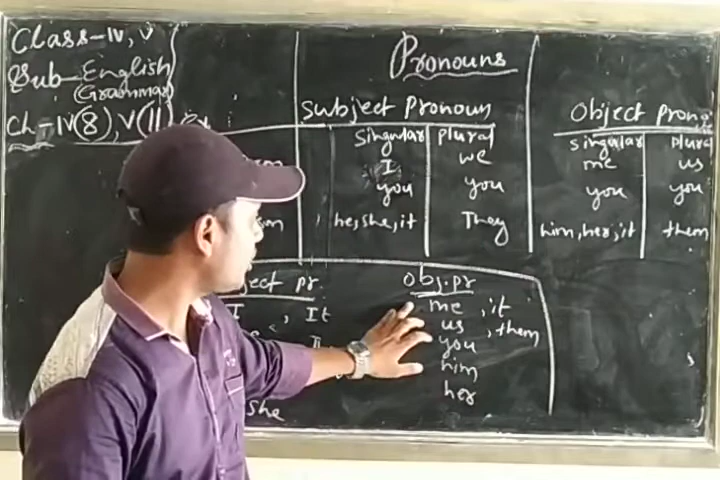 Class-IV, V
Sub-English
(Grammar)
Ch-IV(8), V(11)
Pronouns
Subject Pronoun
Object Prono
singular plural
singular plural
I we
me us
you you
you you
he, she, it They
him, her, it them
ject pr.
obj.pr
I , It
me , it
us , them
you
him
her
she